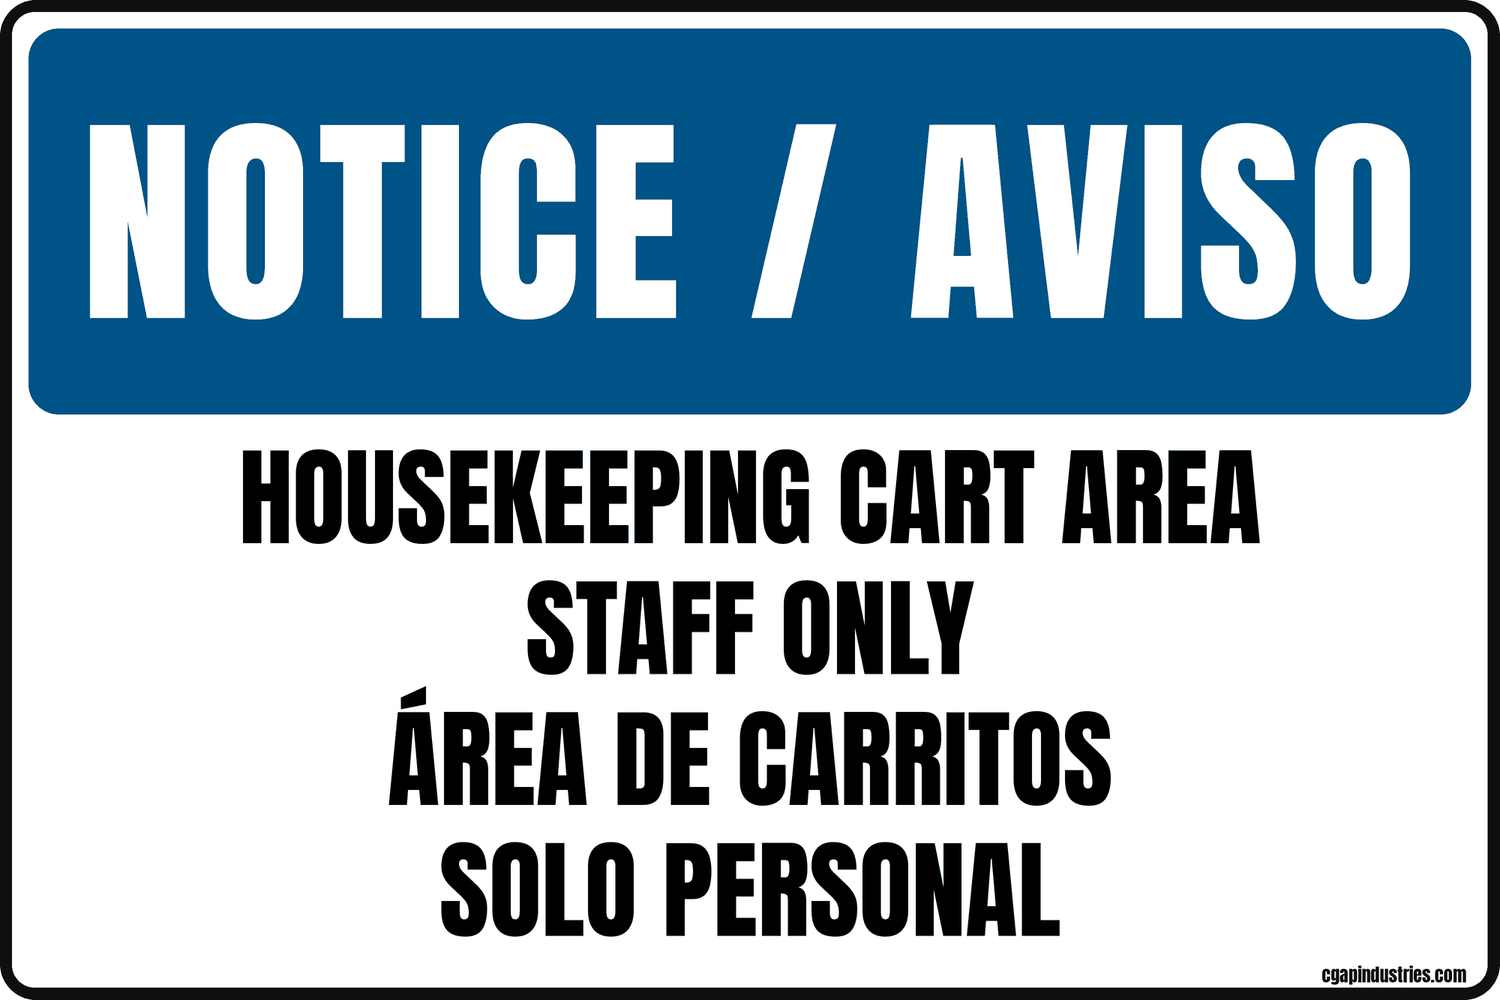 NOTICE / AVISO
HOUSEKEEPING CART AREA
STAFF ONLY
ÁREA DE CARRITOS
SOLO PERSONAL
cgapindustries.com